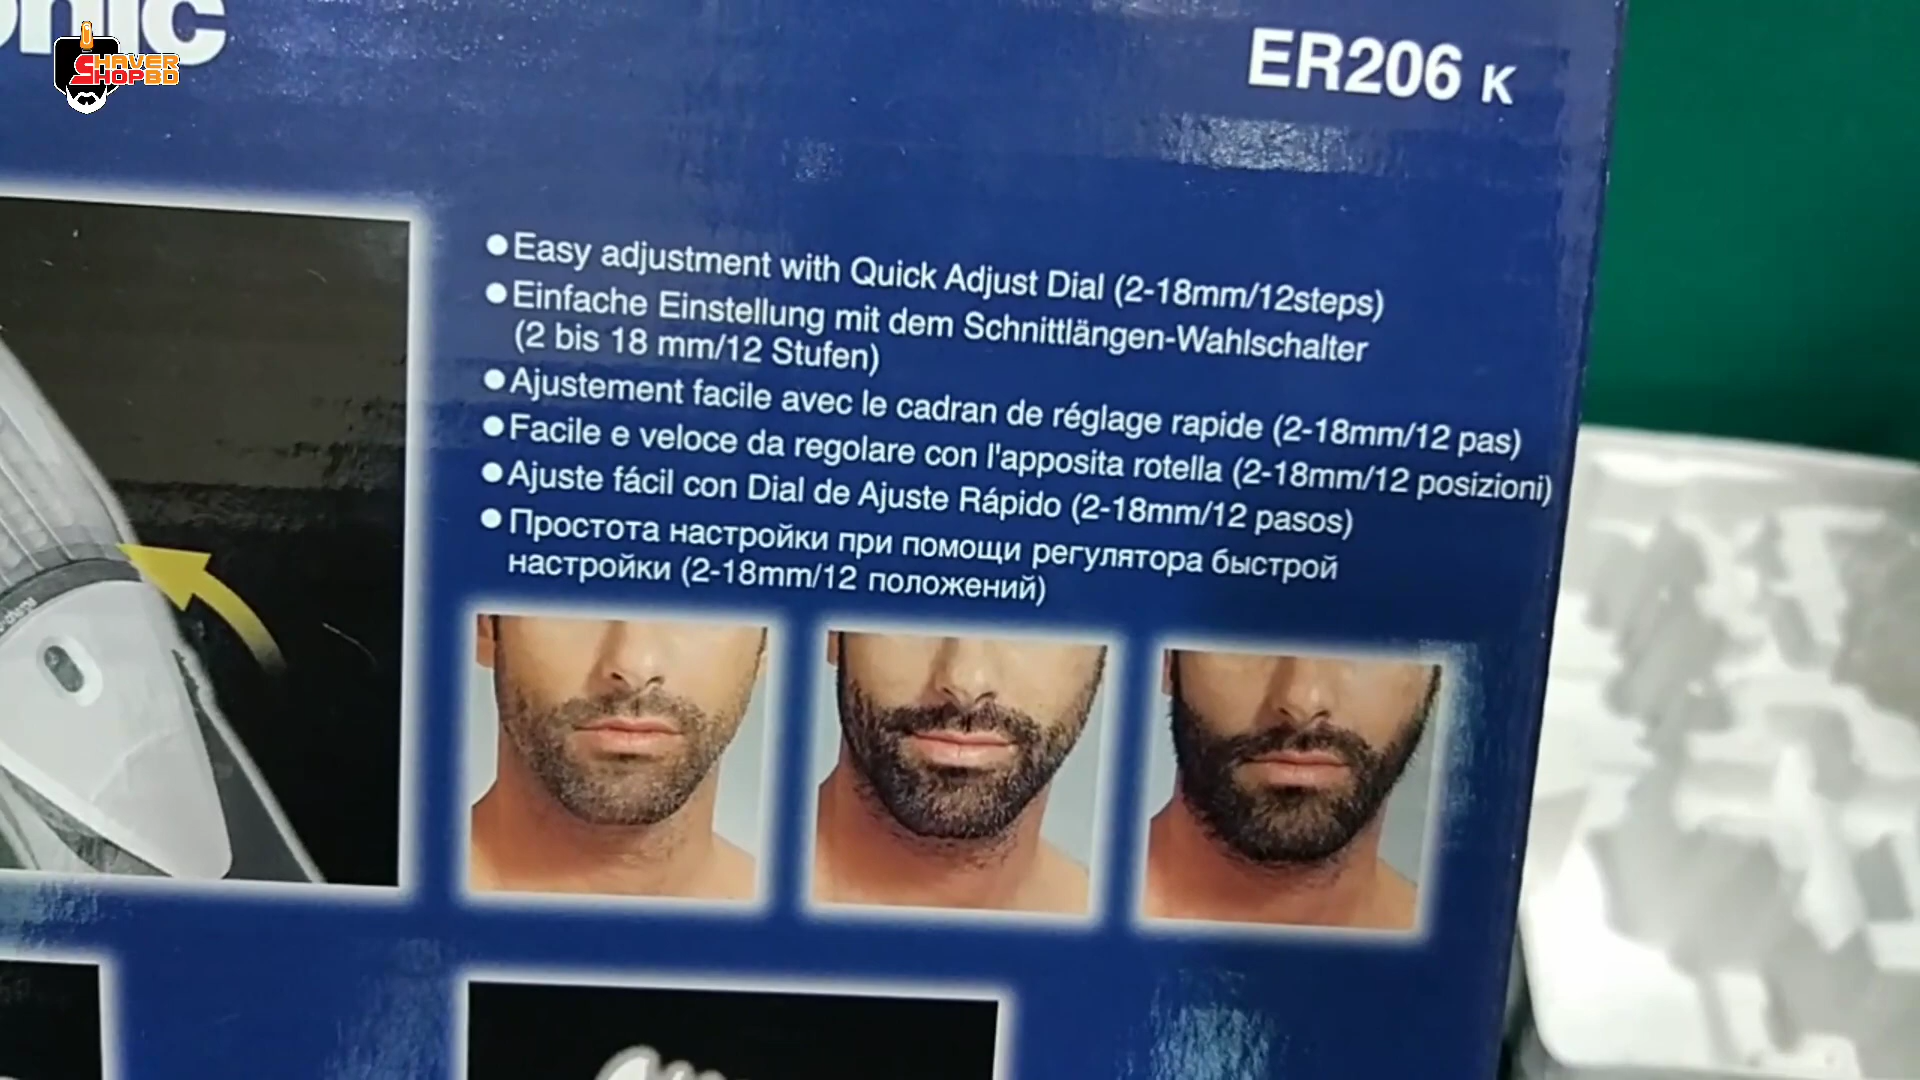 SHAVER
SHOPBD
ER206 K
●Easy adjustment with Quick Adjust Dial (2-18mm/12steps)
●Einfache Einstellung mit dem Schnittlängen-Wahlschalter
(2 bis 18 mm/12 Stufen)
●Ajustement facile avec le cadran de réglage rapide (2-18mm/12 pas)
●Facile e veloce da regolare con l'apposita rotella (2-18mm/12 posizioni)
●Ajuste fácil con Dial de Ajuste Rápido (2-18mm/12 pasos)
●Простота настройки при помощи регулятора быстрой
настройки (2-18mm/12 положений)